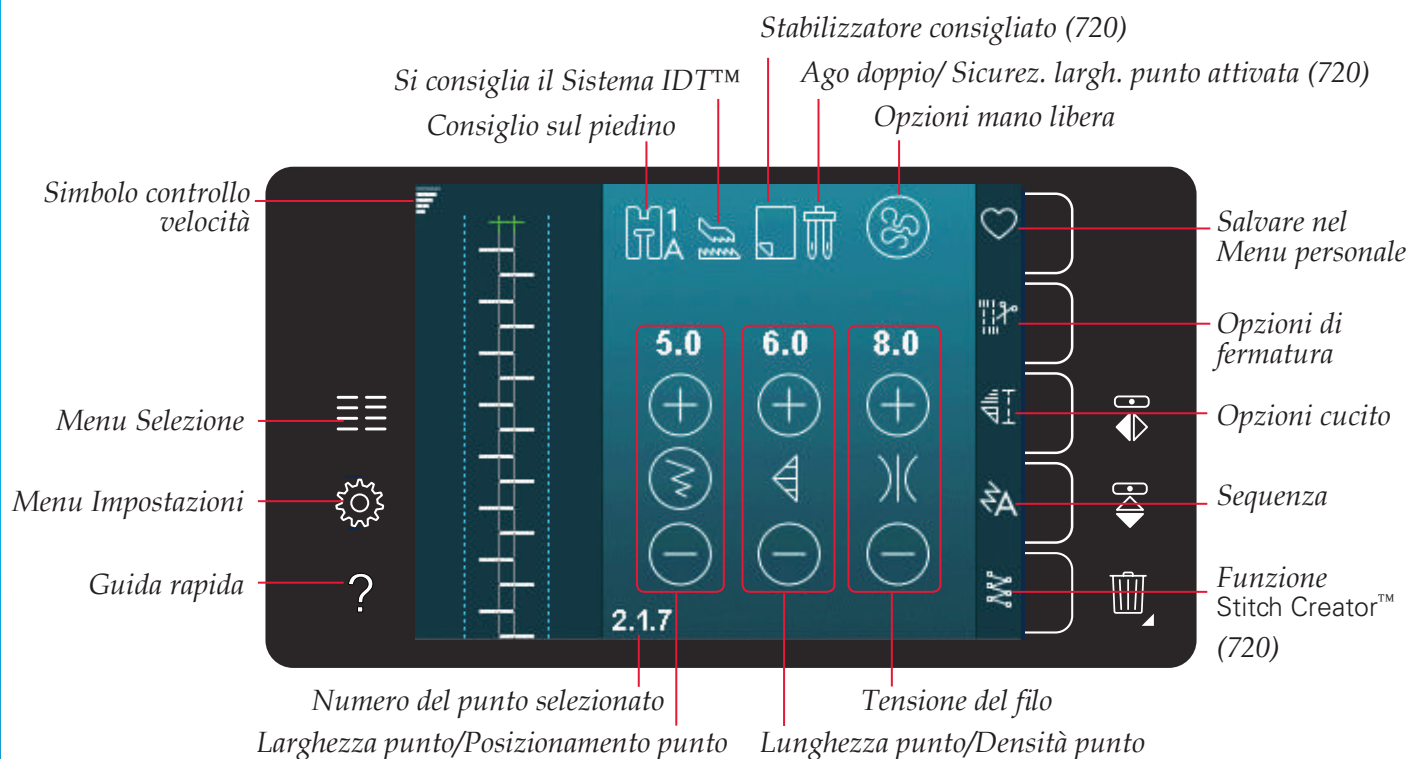 Stabilizzatore consigliato (720)
Si consiglia il Sistema IDT™
Ago doppio/ Sicurez. largh. punto attivata (720)
Consiglio sul piedino
Opzioni mano libera
Simbolo controllo
velocità
1
A
Salvare nel
Menu personale
Opzioni di
fermatura
5.0
6.0
8.0
Menu Selezione
Opzioni cucito
Menu Impostazioni
A
Sequenza
Guida rapida
?
Funzione
Stitch Creator™
(720)
2.1.7
Numero del punto selezionato
Tensione del filo
Larghezza punto/Posizionamento punto
Lunghezza punto/Densità punto